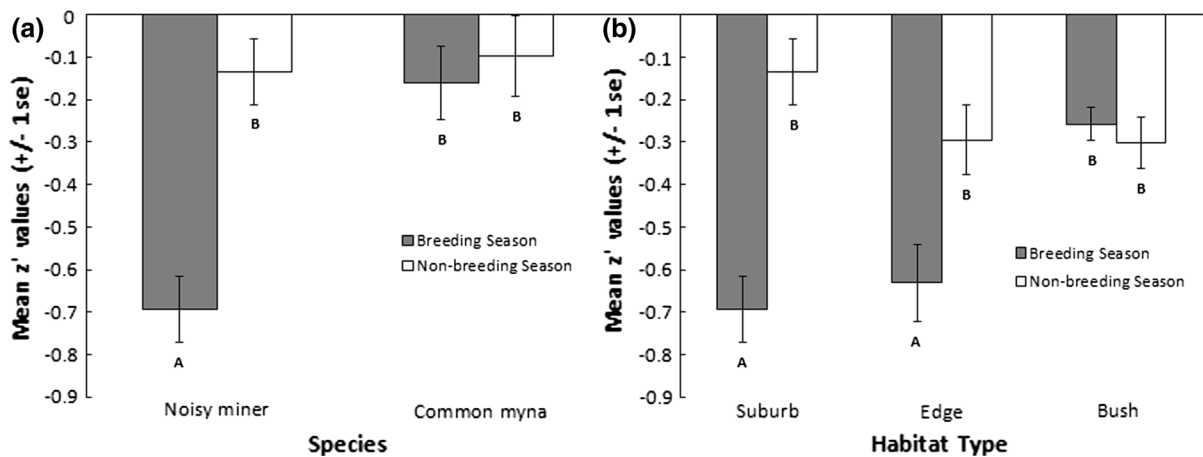 (a)
Mean z' values (+/- 1se)
0
-0.1
-0.2
-0.3
-0.4
-0.5
-0.6
-0.7
-0.8
-0.9
A
B
B
B
Breeding Season
Non-breeding Season
Noisy miner
Common myna
Species
(b)
Mean z' values (+/- 1se)
0
-0.1
-0.2
-0.3
-0.4
-0.5
-0.6
-0.7
-0.8
-0.9
A
B
A
B
B
B
Breeding Season
Non-breeding Season
Suburb
Edge
Bush
Habitat Type